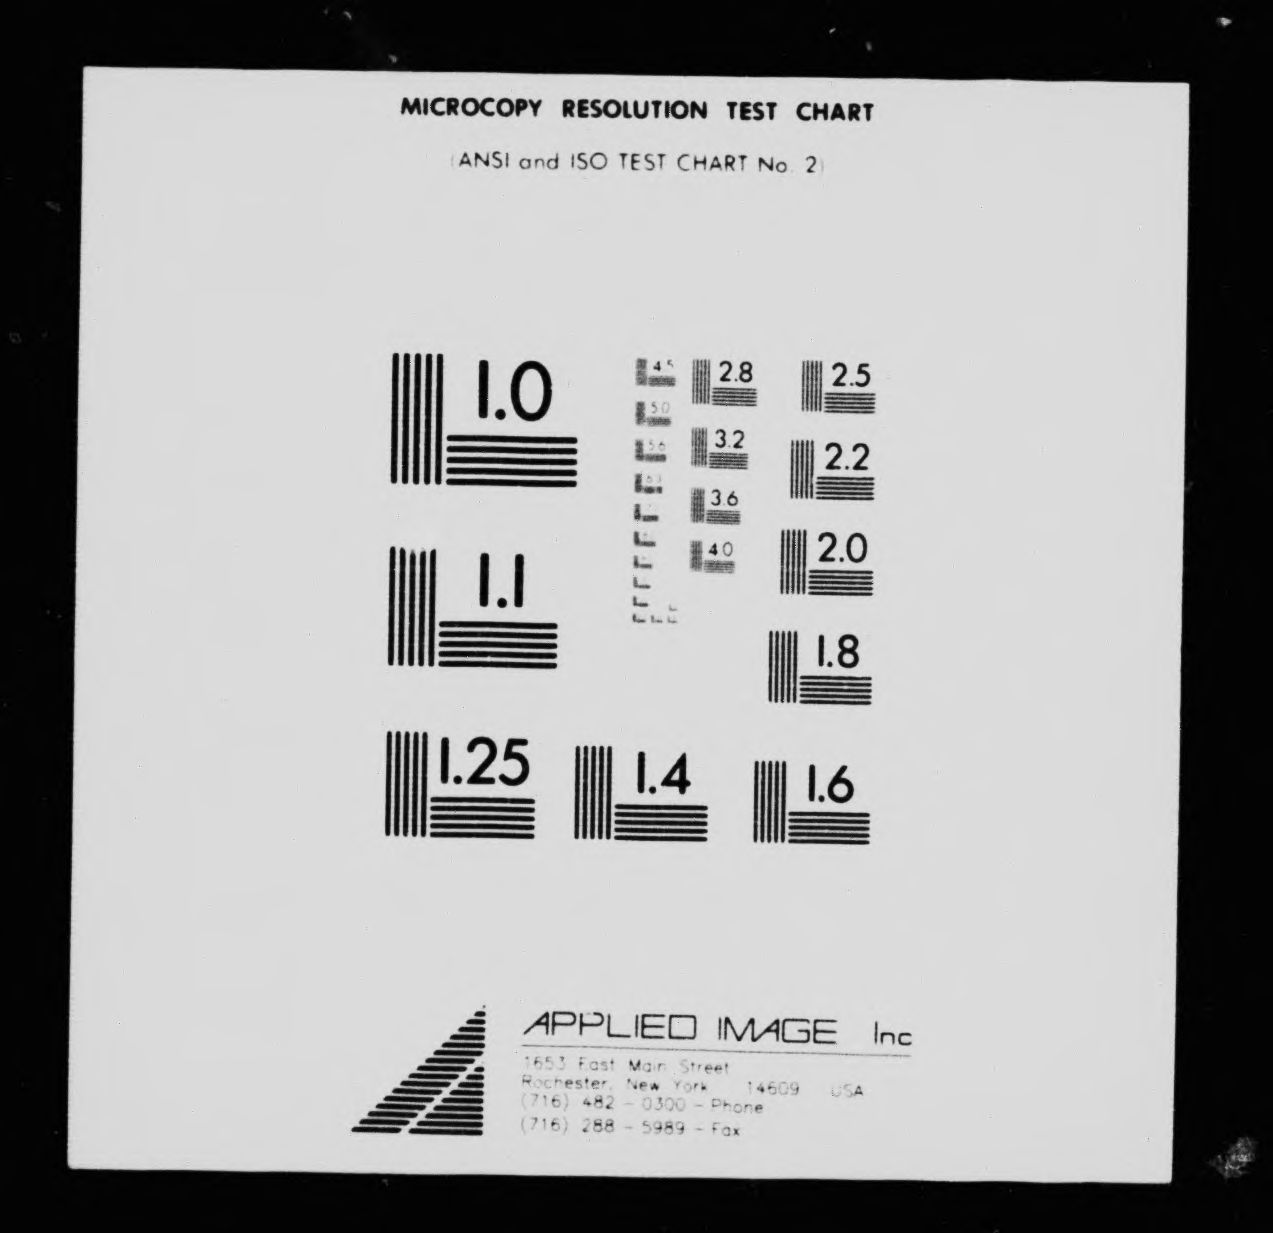 MICROCOPY RESOLUTION TEST CHART
(ANSI and ISO TEST CHART No. 2)
1.0
4.5
2.8
2.5
5.0
3.2
2.2
5.6
6.3
3.6
2.0
4.0
1.1
1.8
1.25
1.4
1.6
APPLIED IMAGE Inc
1653 East Main Street
Rochester, New York 14609 USA
(716) 482 - 0300 - Phone
(716) 288 - 5989 - Fax